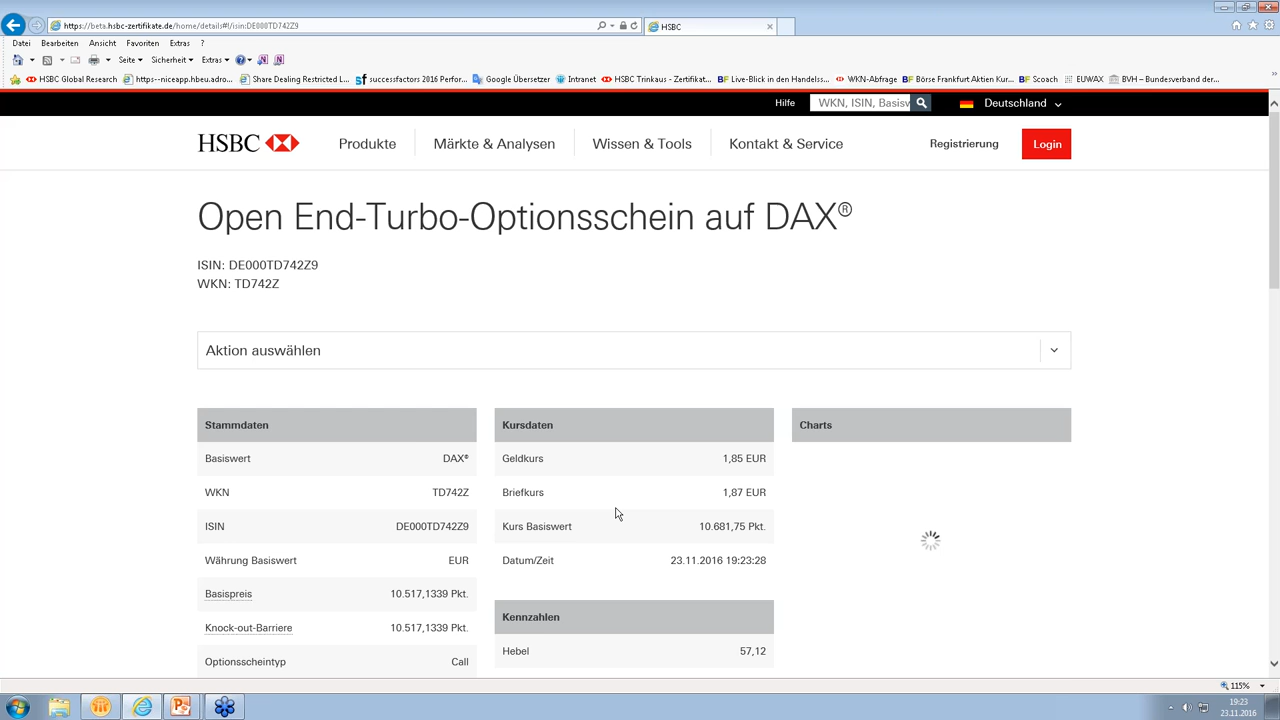 https://beta.hsbc-zertifikate.de/home/details#!/isin:DE000TD742Z9
HSBC
Datei Bearbeiten Ansicht Favoriten Extras ?
Seite Sicherheit Extras
HSBC Global Research https--niceapp.hbeu.adro... Share Dealing Restricted L... successfactors 2016 Perfor... Google Übersetzer Intranet HSBC Trinkaus - Zertifikat... Live-Blick in den Handelss... WKN-Abfrage Börse Frankfurt Aktien Kur... Scoach EUWAX BVH – Bundesverband der...
Hilfe WKN, ISIN, Basisw Deutschland
HSBC Produkte Märkte & Analysen Wissen & Tools Kontakt & Service Registrierung Login
Open End-Turbo-Optionsschein auf DAX®
ISIN: DE000TD742Z9
WKN: TD742Z
Aktion auswählen
Stammdaten
Basiswert DAX®
WKN TD742Z
ISIN DE000TD742Z9
Währung Basiswert EUR
Basispreis 10.517,1339 Pkt.
Knock-out-Barriere 10.517,1339 Pkt.
Optionsscheintyp Call
Kursdaten
Geldkurs 1,85 EUR
Briefkurs 1,87 EUR
Kurs Basiswert 10.681,75 Pkt.
Datum/Zeit 23.11.2016 19:23:28
Kennzahlen
Hebel 57,12
Charts
115%
19:23
23.11.2016